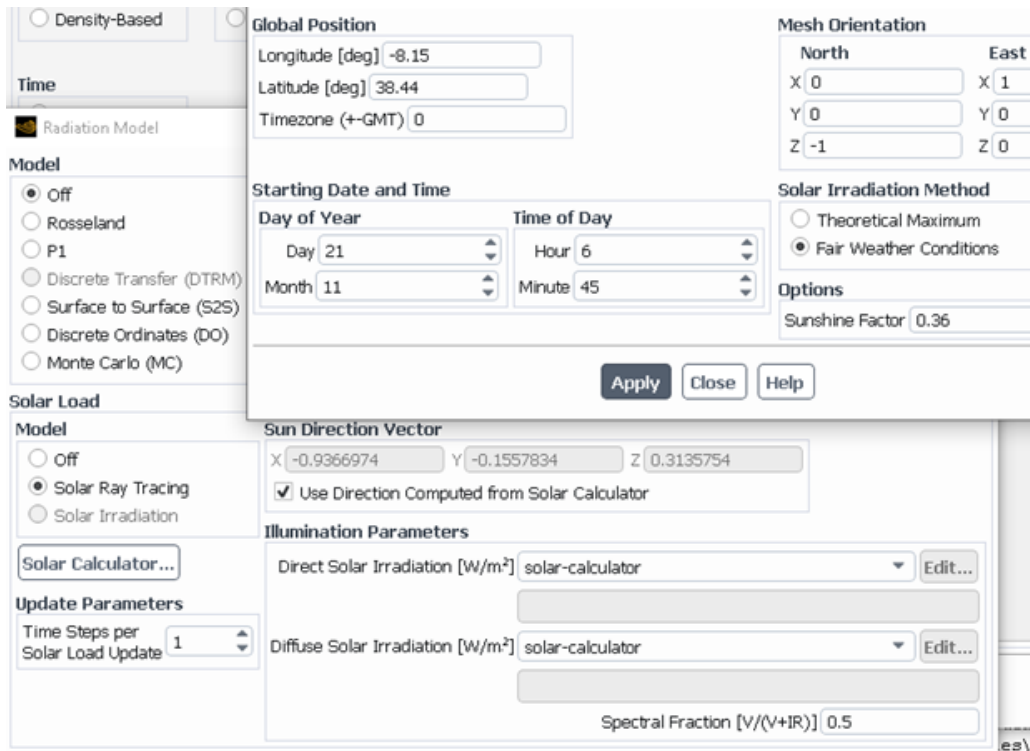 Density-Based
Time
Global Position
Longitude [deg] -8.15
Latitude [deg] 38.44
Timezone (+-GMT) 0
Mesh Orientation
North East
X 0 X 1
Y 0 Y 0
Z -1 Z 0
Starting Date and Time
Day of Year Time of Day
Day 21 Hour 6
Month 11 Minute 45
Solar Irradiation Method
Theoretical Maximum
Fair Weather Conditions
Options
Sunshine Factor 0.36
Apply Close Help
Radiation Model
Model
Off
Rosseland
P1
Discrete Transfer (DTRM)
Surface to Surface (S2S)
Discrete Ordinates (DO)
Monte Carlo (MC)
Solar Load
Model
Off
Solar Ray Tracing
Solar Irradiation
Solar Calculator...
Update Parameters
Time Steps per
Solar Load Update 1
Sun Direction Vector
X -0.9366974 Y -0.1557834 Z 0.3135754
Use Direction Computed from Solar Calculator
Illumination Parameters
Direct Solar Irradiation [W/m²] solar-calculator Edit...
Diffuse Solar Irradiation [W/m²] solar-calculator Edit...
Spectral Fraction [V/(V+IR)] 0.5